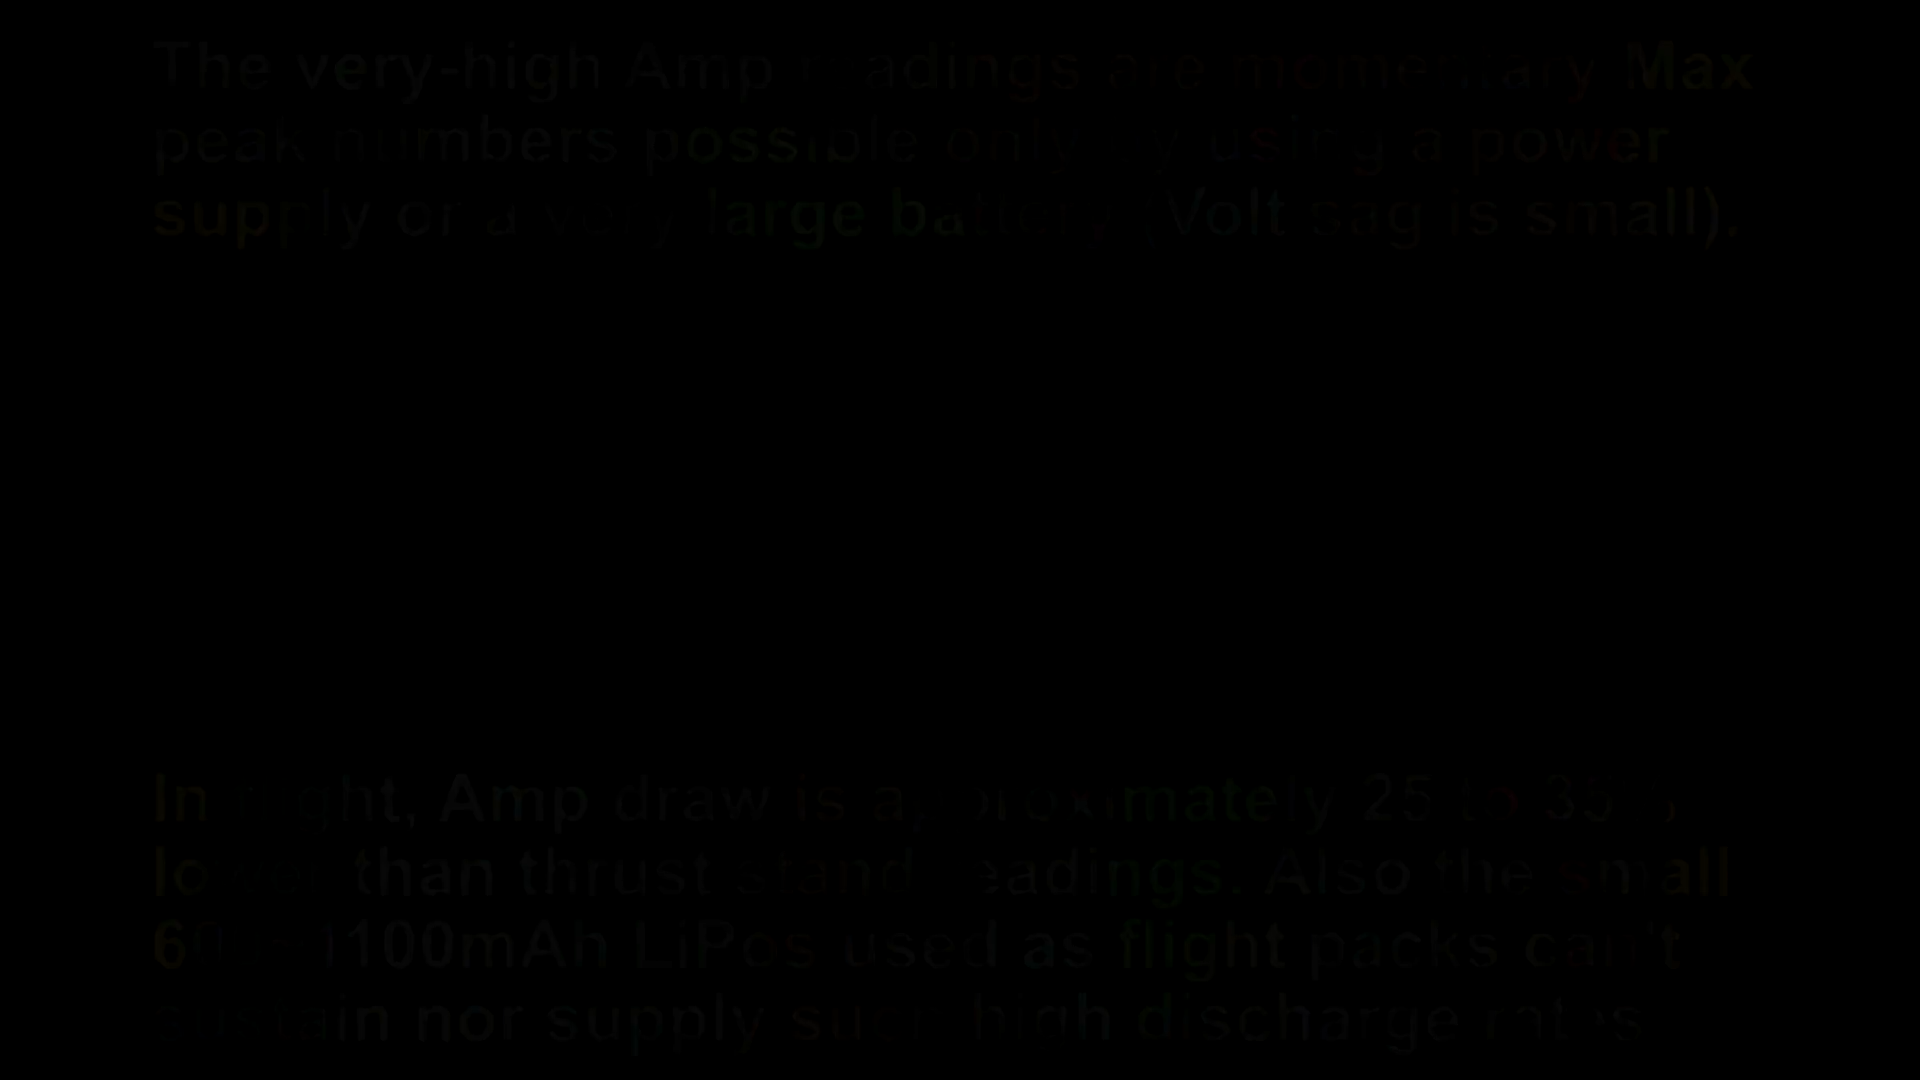 The very-high Amp readings are momentary Max
peak numbers possible only by using a power
supply or a very large battery (Volt sag is small).
In flight, Amp draw is approximately 25 to 35%
lower than thrust stand readings. Also the small
LiPos used as flight packs can't
sustain nor supply such high discharge rates